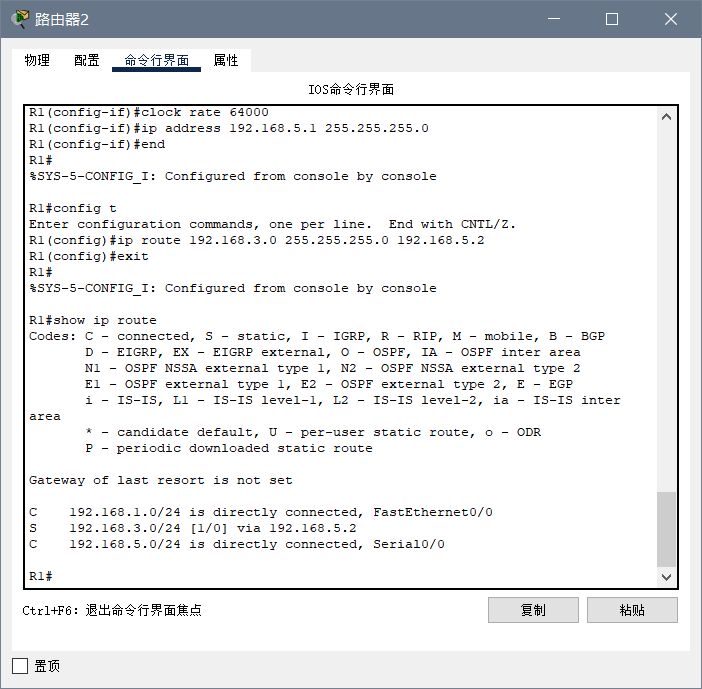 路由器2
物理 配置 命令行界面 属性
IOS命令行界面
R1(config-if)#clock rate 64000
R1(config-if)#ip address 192.168.5.1 255.255.255.0
R1(config-if)#end
R1#
%SYS-5-CONFIG_I: Configured from console by console
R1#config t
Enter configuration commands, one per line.  End with CNTL/Z.
R1(config)#ip route 192.168.3.0 255.255.255.0 192.168.5.2
R1(config)#exit
R1#
%SYS-5-CONFIG_I: Configured from console by console
R1#show ip route
Codes: C - connected, S - static, I - IGRP, R - RIP, M - mobile, B - BGP
       D - EIGRP, EX - EIGRP external, O - OSPF, IA - OSPF inter area
       N1 - OSPF NSSA external type 1, N2 - OSPF NSSA external type 2
       E1 - OSPF external type 1, E2 - OSPF external type 2, E - EGP
       i - IS-IS, L1 - IS-IS level-1, L2 - IS-IS level-2, ia - IS-IS inter
area
       * - candidate default, U - per-user static route, o - ODR
       P - periodic downloaded static route
Gateway of last resort is not set
C    192.168.1.0/24 is directly connected, FastEthernet0/0
S    192.168.3.0/24 [1/0] via 192.168.5.2
C    192.168.5.0/24 is directly connected, Serial0/0
R1#
Ctrl+F6: 退出命令行界面焦点 复制 粘贴
置顶